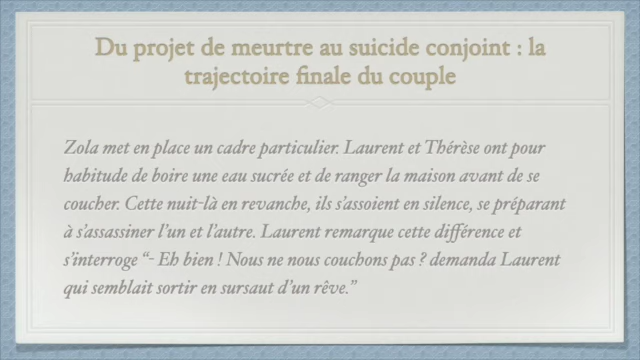 Du projet de meurtre au suicide conjoint : la
trajectoire finale du couple
Zola met en place un cadre particulier. Laurent et Thérèse ont pour
habitude de boire une eau sucrée et de ranger la maison avant de se
coucher. Cette nuit-là en revanche, ils s’assoient en silence, se préparant
à s’assassiner l’un et l’autre. Laurent remarque cette différence et
s’interroge “- Eh bien ! Nous ne nous couchons pas ? demanda Laurent
qui semblait sortir en sursaut d’un rêve.”